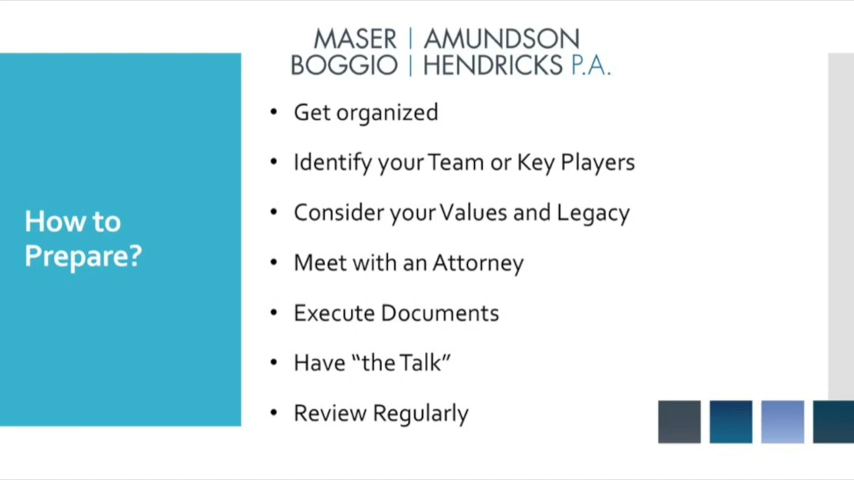 MASER | AMUNDSON
BOGGIO | HENDRICKS P.A.
How to
Prepare?
• Get organized
• Identify your Team or Key Players
• Consider your Values and Legacy
• Meet with an Attorney
• Execute Documents
• Have “the Talk”
• Review Regularly